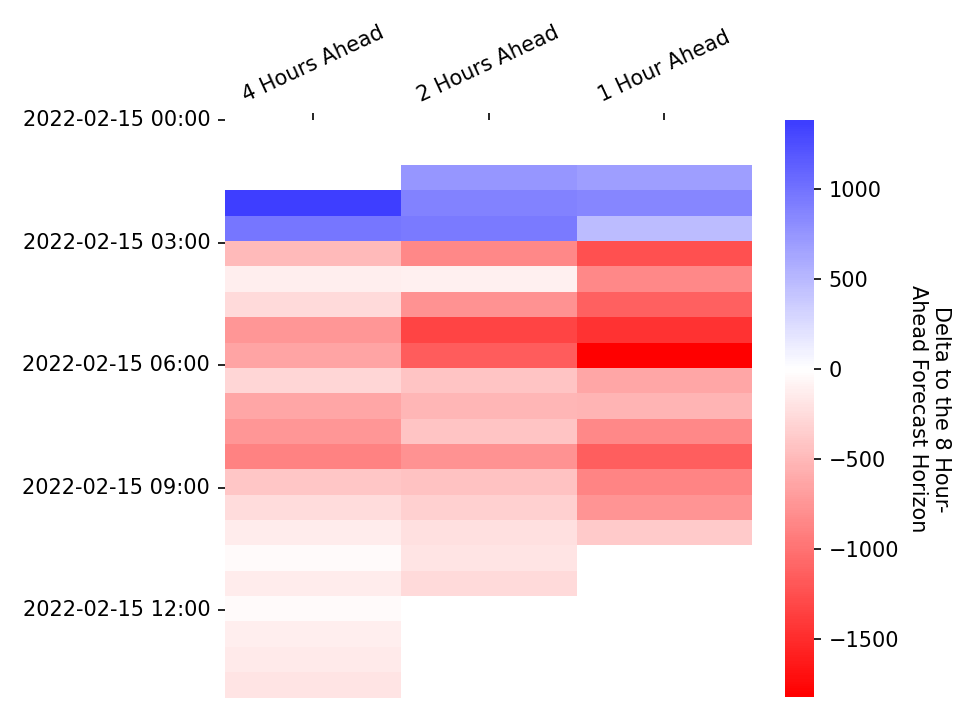 4 Hours Ahead
2 Hours Ahead
1 Hour Ahead
2022-02-15 00:00
2022-02-15 03:00
2022-02-15 06:00
2022-02-15 09:00
2022-02-15 12:00
1000
500
0
−500
−1000
−1500
Delta to the 8 Hour-
Ahead Forecast Horizon